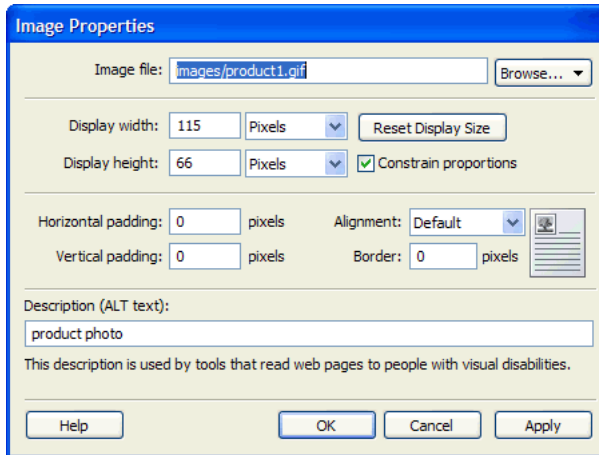 Image Properties
Image file: images/product1.gif Browse...
Display width: 115 Pixels Reset Display Size
Display height: 66 Pixels Constrain proportions
Horizontal padding: 0 pixels Alignment: Default
Vertical padding: 0 pixels Border: 0 pixels
Description (ALT text):
product photo
This description is used by tools that read web pages to people with visual disabilities.
Help OK Cancel Apply